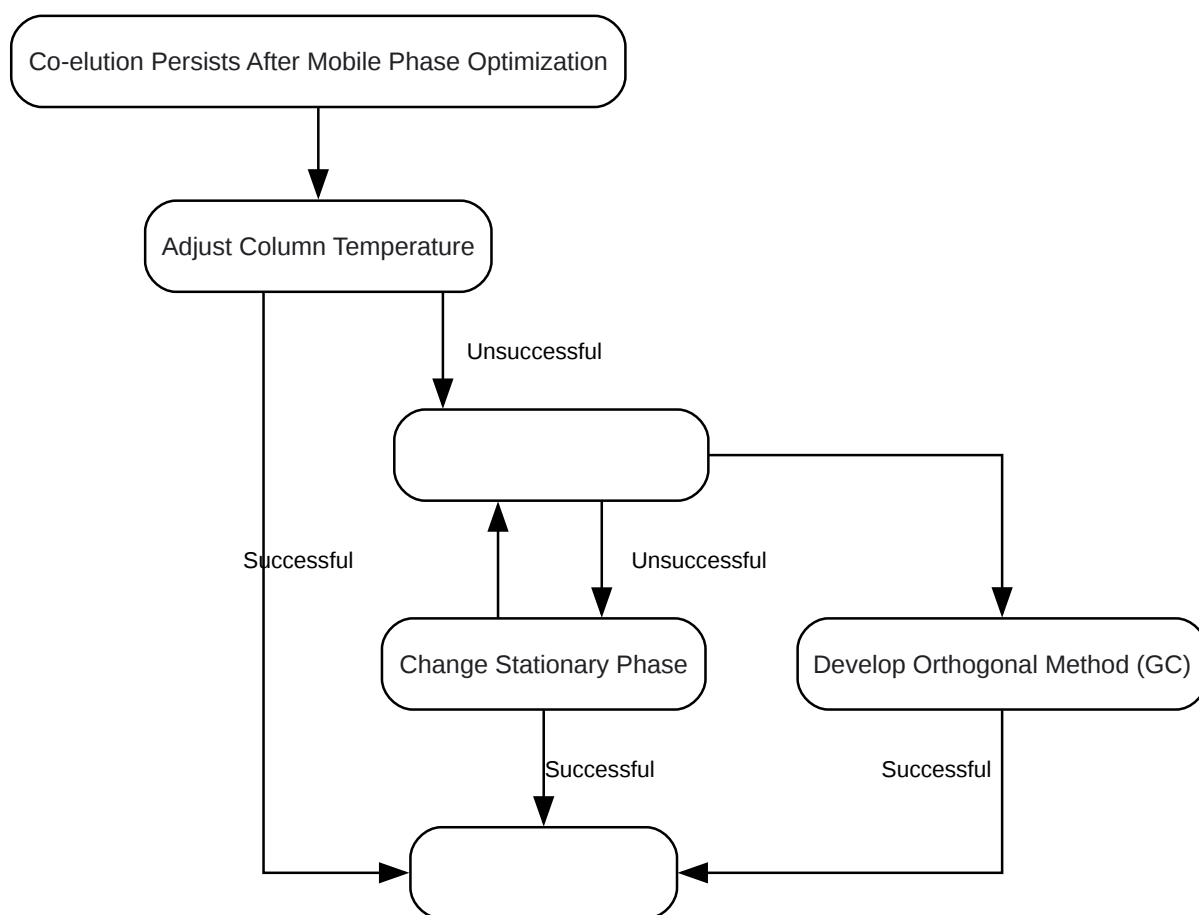 Co-elution Persists After Mobile Phase Optimization
Adjust Column Temperature
Unsuccessful
Successful
Unsuccessful
Change Stationary Phase
Develop Orthogonal Method (GC)
Successful
Successful